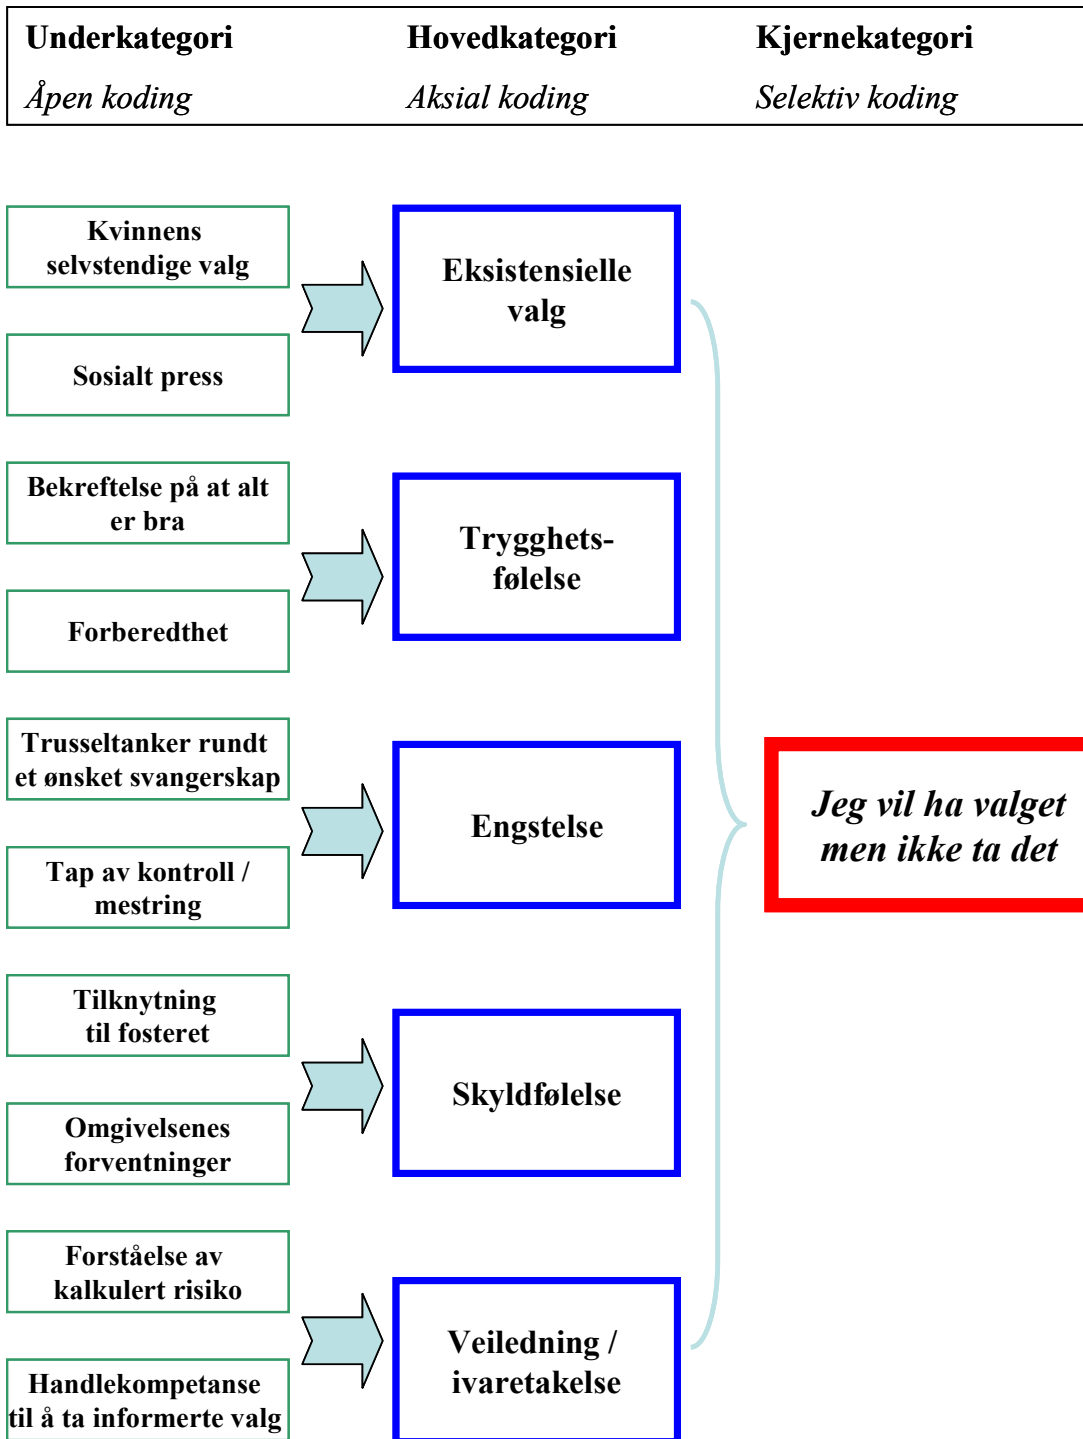 Underkategori
Hovedkategori
Kjernekategori
Åpen koding
Aksial koding
Selektiv koding
Kvinnens
selvstendige valg
Sosialt press
Eksistensielle
valg
Bekreftelse på at alt
er bra
Forberedthet
Trygghets-
følelse
Trusseltanker rundt
et ønsket svangerskap
Tap av kontroll /
mestring
Engstelse
Tilknytning
til fosteret
Omgivelsenes
forventninger
Skyldfølelse
Forståelse av
kalkulert risiko
Handlekompetanse
til å ta informerte valg
Veiledning /
ivaretakelse
Jeg vil ha valget
men ikke ta det